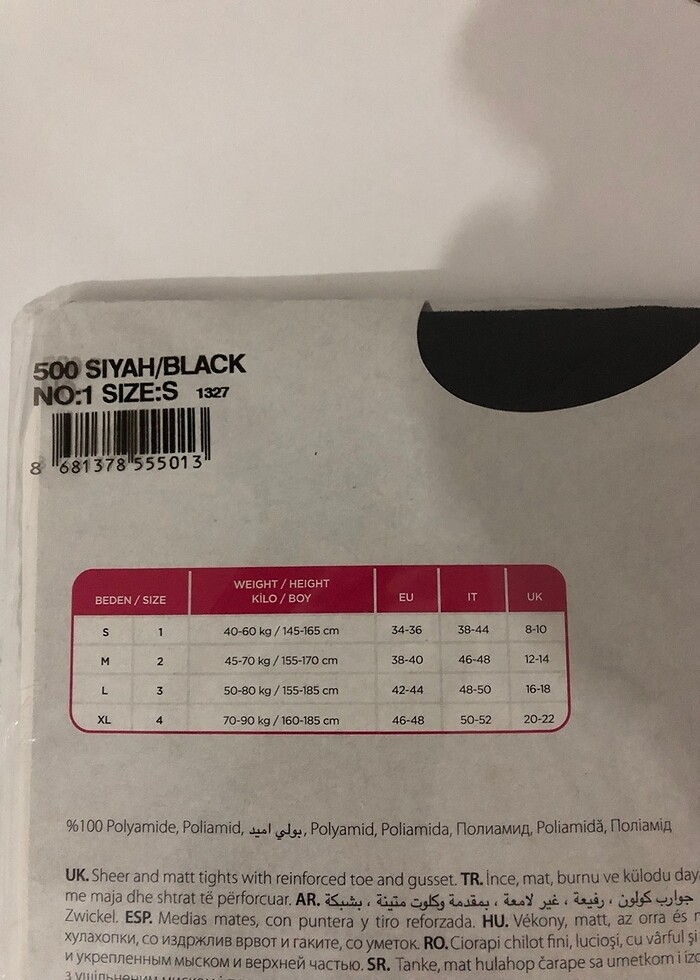 500 SIYAH/BLACK
NO:1 SIZE:S 1327
8 681378 555013
BEDEN / SIZE WEIGHT / HEIGHT KİLO / BOY EU IT UK
S 1 40-60 kg / 145-165 cm 34-36 38-44 8-10
M 2 45-70 kg / 155-170 cm 38-40 46-48 12-14
L 3 50-80 kg / 155-185 cm 42-44 48-50 16-18
XL 4 70-90 kg / 160-185 cm 46-48 50-52 20-22
%100 Polyamide, Poliamid, بولي اميد, Polyamid, Poliamida, Полиамид, Poliamidă, Поліамід
UK. Sheer and matt tights with reinforced toe and gusset. TR. İnce, mat, burnu ve külodu day
me maja dhe shtrat të përforcuar. AR. جوارب كولون ، رفيعة ، غير لامعة ، بمقدمة وكلوت متينة ، بشبكة
Zwickel. ESP. Medias mates, con puntera y tiro reforzada. HU. Vékony, matt, az orra és
хулахопки, со издржлив врвот и гаките, со уметок. RO. Ciorapi chilot fini, lucioși, cu vârful și
и укрепленным мыском и верхней частью. SR. Tanke, mat hulahop čarape sa umetkom i
з ущільненим миском і